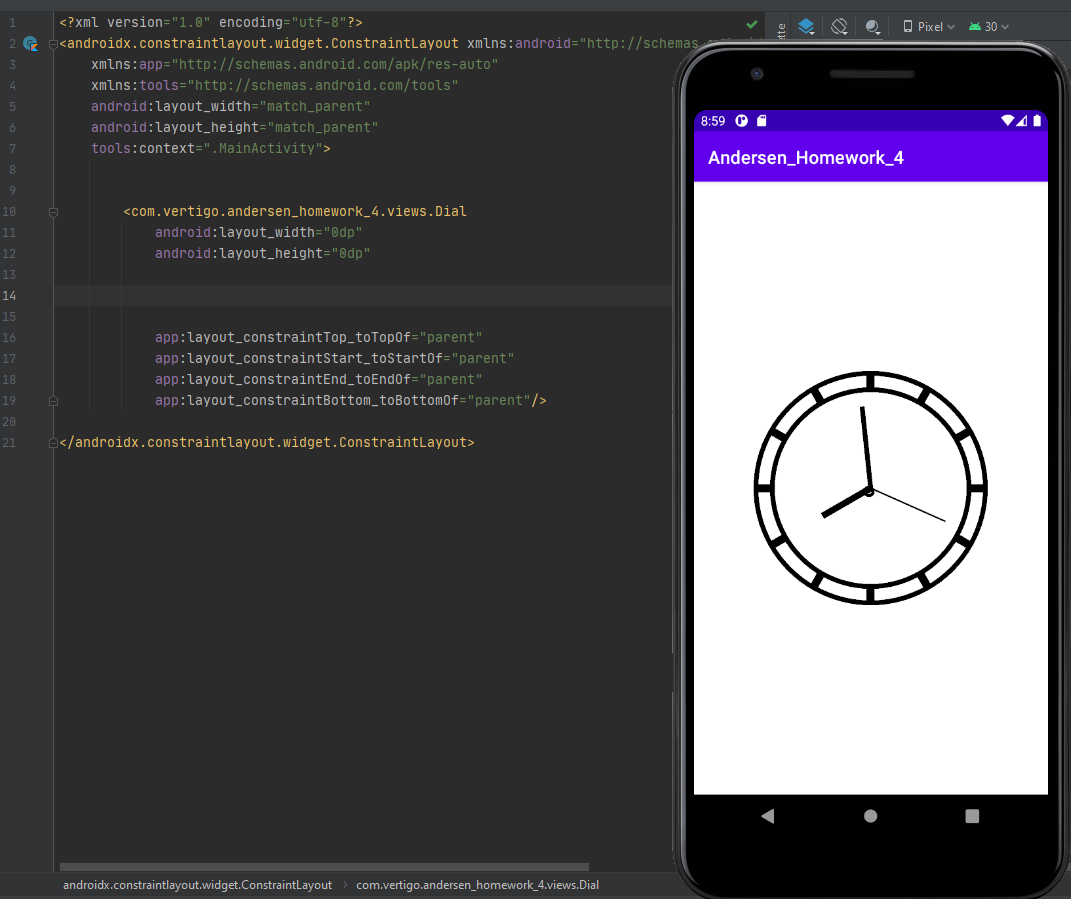 1 <?xml version="1.0" encoding="utf-8"?>
2 <androidx.constraintlayout.widget.ConstraintLayout xmlns:android="http://schemas.
3 xmlns:app="http://schemas.android.com/apk/res-auto"
4 xmlns:tools="http://schemas.android.com/tools"
5 android:layout_width="match_parent"
6 android:layout_height="match_parent"
7 tools:context=".MainActivity">
8
9
10 <com.vertigo.andersen_homework_4.views.Dial
11 android:layout_width="0dp"
12 android:layout_height="0dp"
13
14
15
16 app:layout_constraintTop_toTopOf="parent"
17 app:layout_constraintStart_toStartOf="parent"
18 app:layout_constraintEnd_toEndOf="parent"
19 app:layout_constraintBottom_toBottomOf="parent"/>
20
21 </androidx.constraintlayout.widget.ConstraintLayout>
androidx.constraintlayout.widget.ConstraintLayout › com.vertigo.andersen_homework_4.views.Dial
Pixel 30
8:59
Andersen_Homework_4